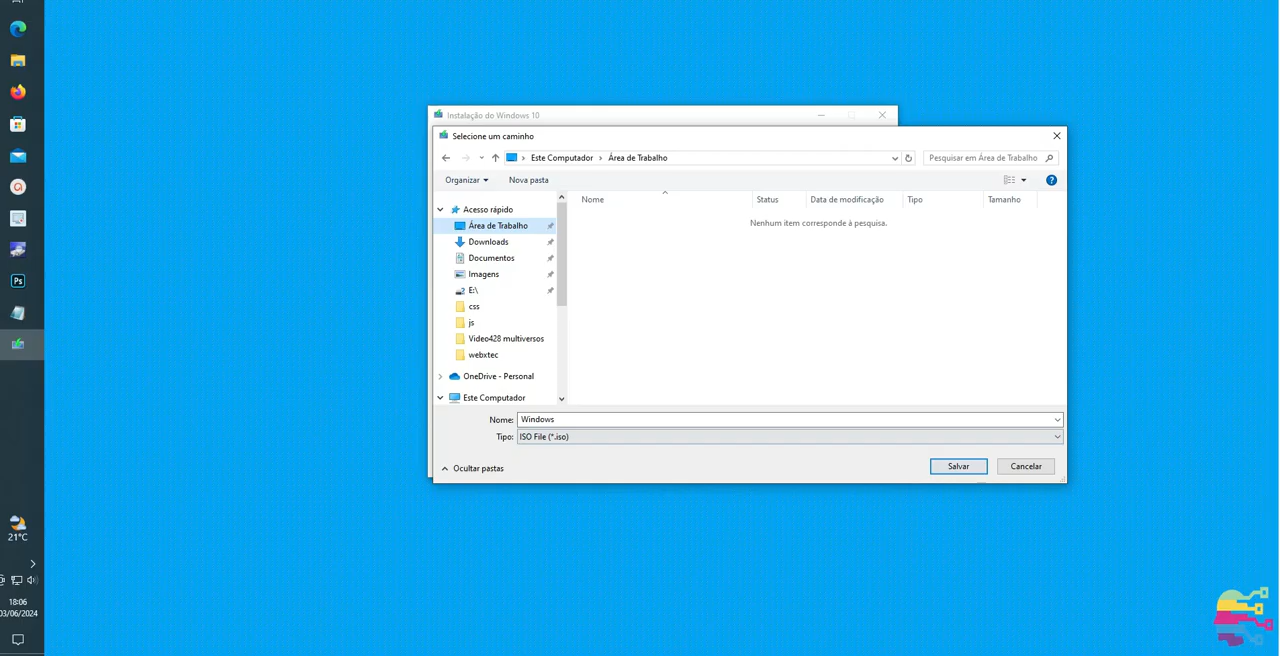 Instalação do Windows 10
Selecione um caminho
Este Computador > Área de Trabalho
Pesquisar em Área de Trabalho
Organizar
Nova pasta
Nome
Status
Data de modificação
Tipo
Tamanho
Nenhum item corresponde à pesquisa.
Acesso rápido
Área de Trabalho
Downloads
Documentos
Imagens
E:\
css
js
Video428 multiversos
webxtec
OneDrive - Personal
Este Computador
Nome: Windows
Tipo: ISO File (*.iso)
Ocultar pastas
Salvar
Cancelar
Ps
21°C
18:06
03/06/2024